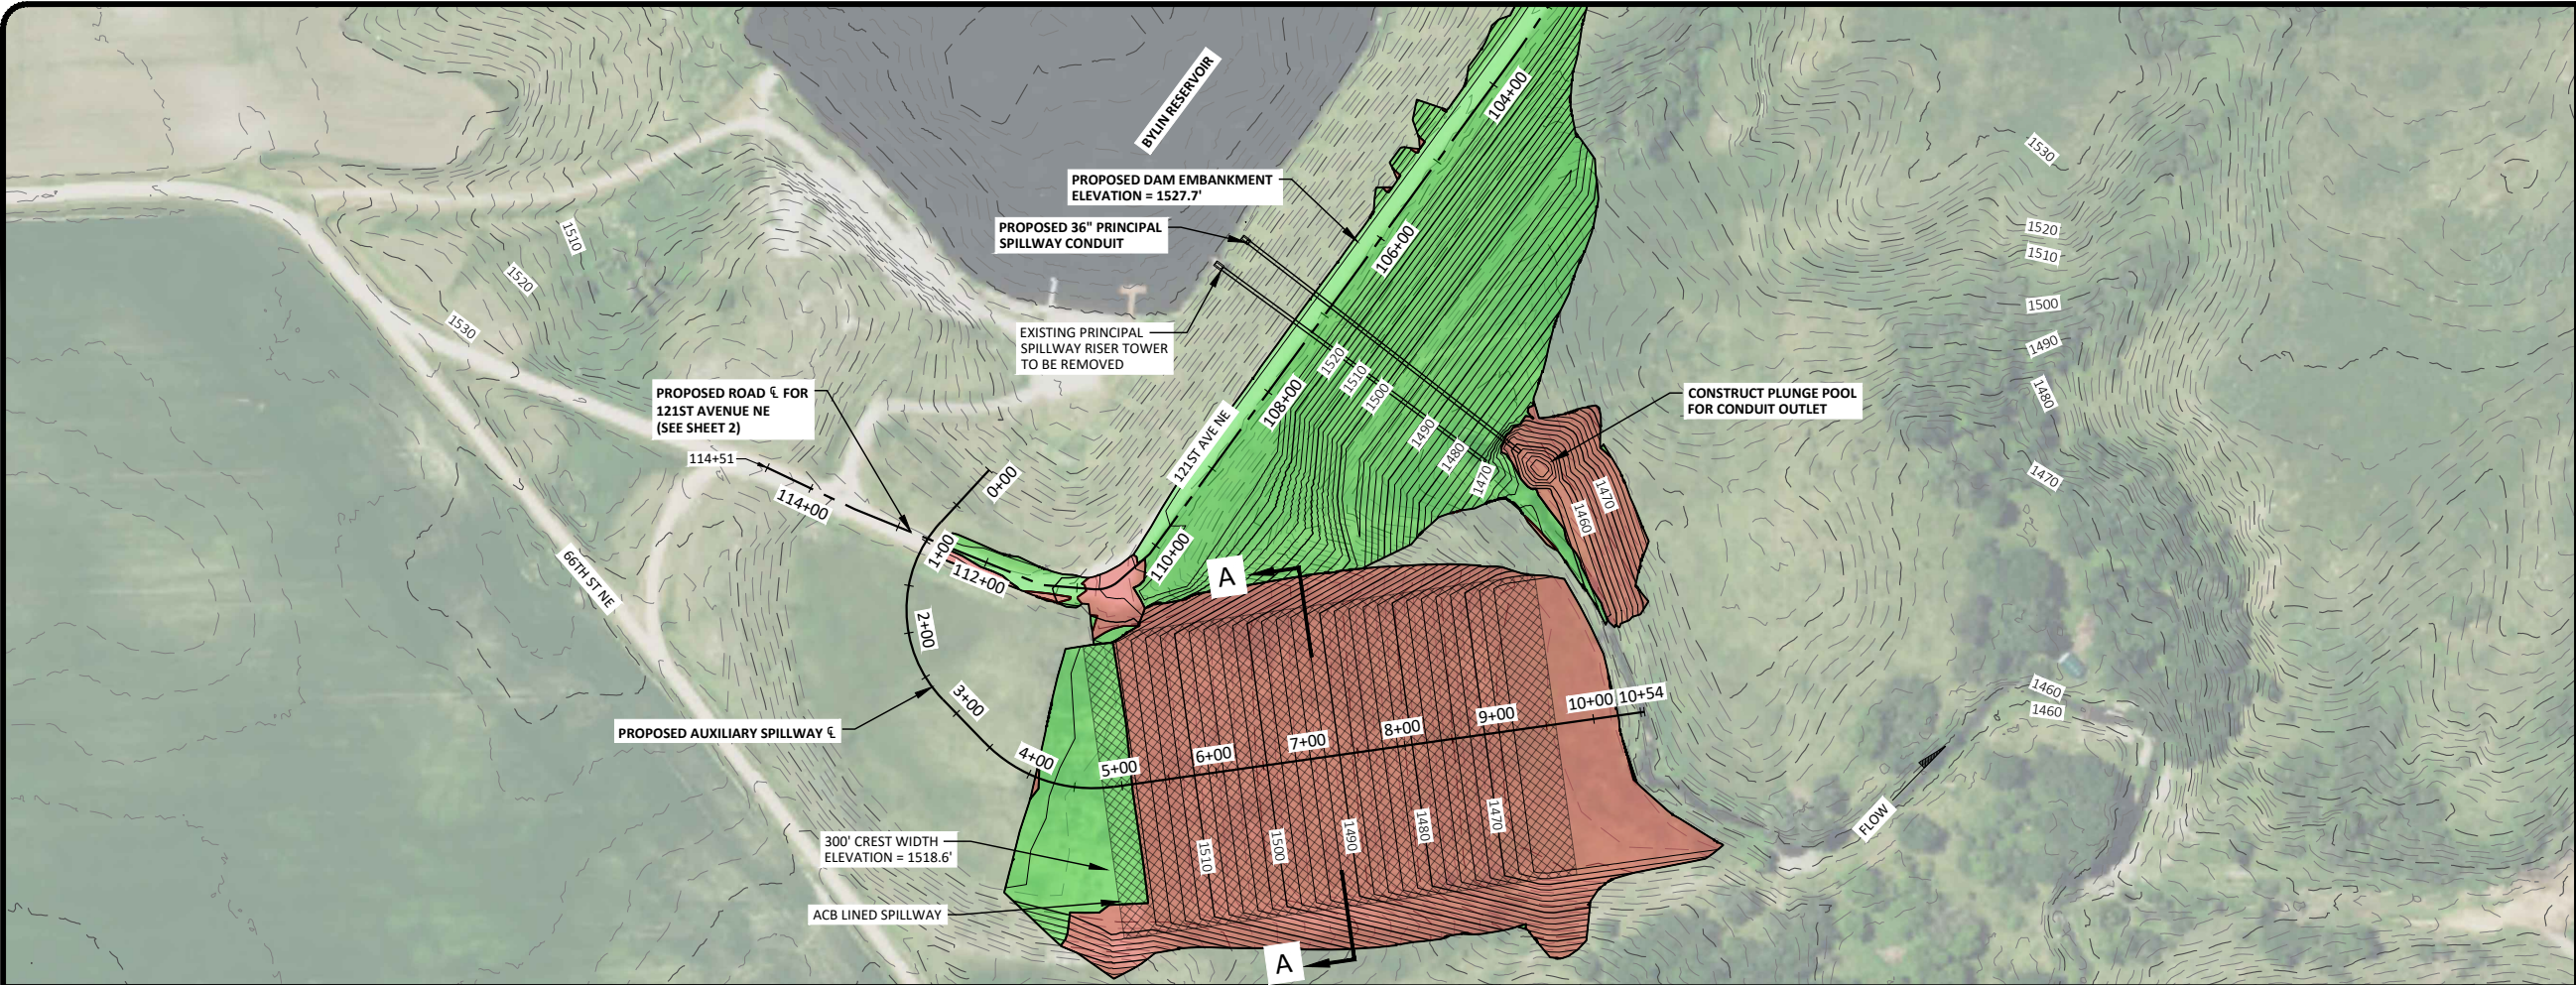 BYLIN RESERVOIR
104+00
PROPOSED DAM EMBANKMENT
ELEVATION = 1527.7'
PROPOSED 36" PRINCIPAL
SPILLWAY CONDUIT
106+00
EXISTING PRINCIPAL
SPILLWAY RISER TOWER
TO BE REMOVED
1510
1520
1530
1530
1520
1510
1500
1490
1480
1470
PROPOSED ROAD ℄ FOR
121ST AVENUE NE
(SEE SHEET 2)
114+51
114+00
0+00
1+00
112+00
110+00
121ST AVE NE
108+00
1520
1510
1500
1490
1480
1470
CONSTRUCT PLUNGE POOL
FOR CONDUIT OUTLET
1470
1460
66TH ST NE
A
2+00
3+00
PROPOSED AUXILIARY SPILLWAY ℄
4+00
5+00
6+00
7+00
8+00
9+00
10+00
10+54
1460
1460
FLOW
300' CREST WIDTH
ELEVATION = 1518.6'
1510
1500
1490
1480
1470
ACB LINED SPILLWAY
A